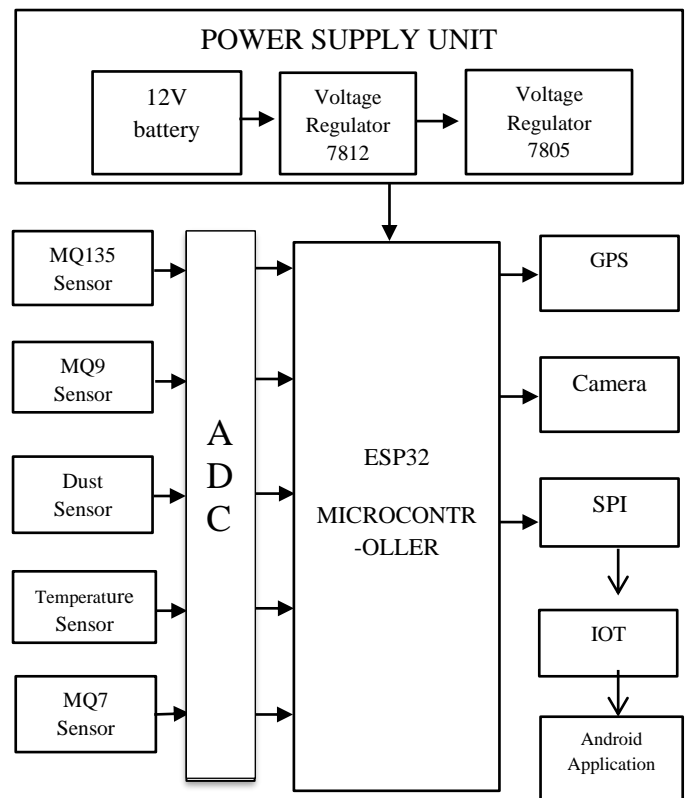 POWER SUPPLY UNIT
12V
battery
Voltage
Regulator
7812
Voltage
Regulator
7805
MQ135
Sensor
MQ9
Sensor
Dust
Sensor
Temperature
Sensor
MQ7
Sensor
A
D
C
ESP32
MICROCONTR
-OLLER
GPS
Camera
SPI
IOT
Android
Application